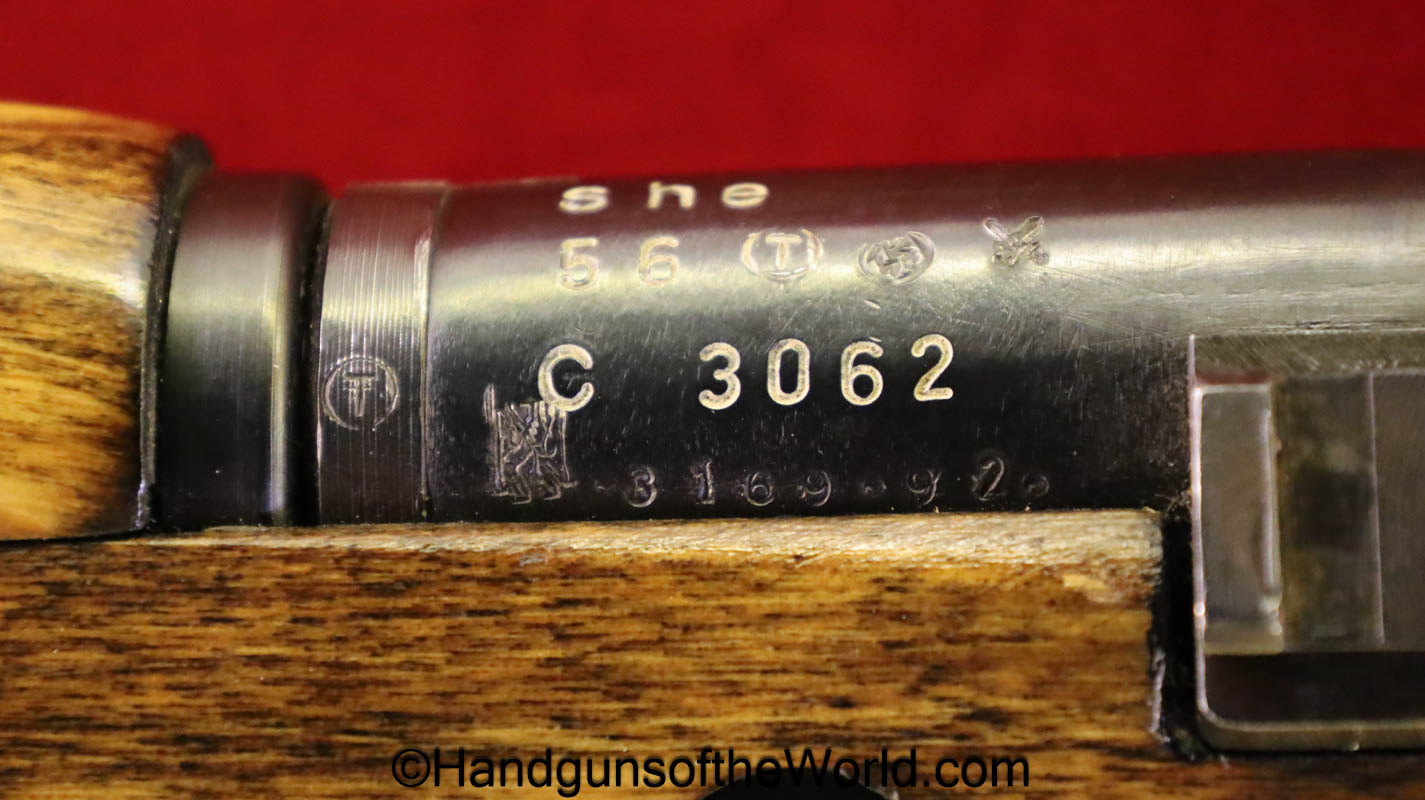 she
56 T
T
C 3062
· 3169 · 92 ·
©HandgunsoftheWorld.com